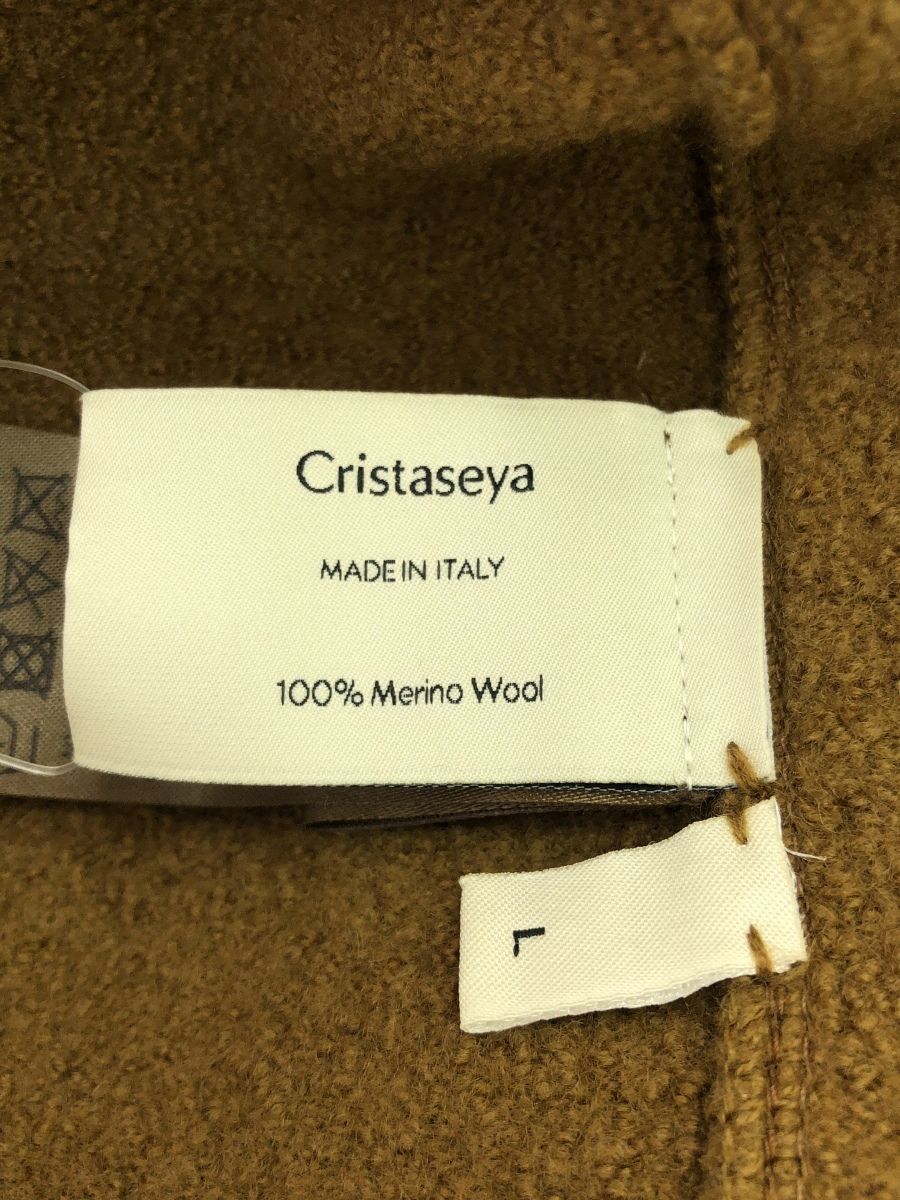 Cristaseya
MADE IN ITALY
100% Merino Wool
L